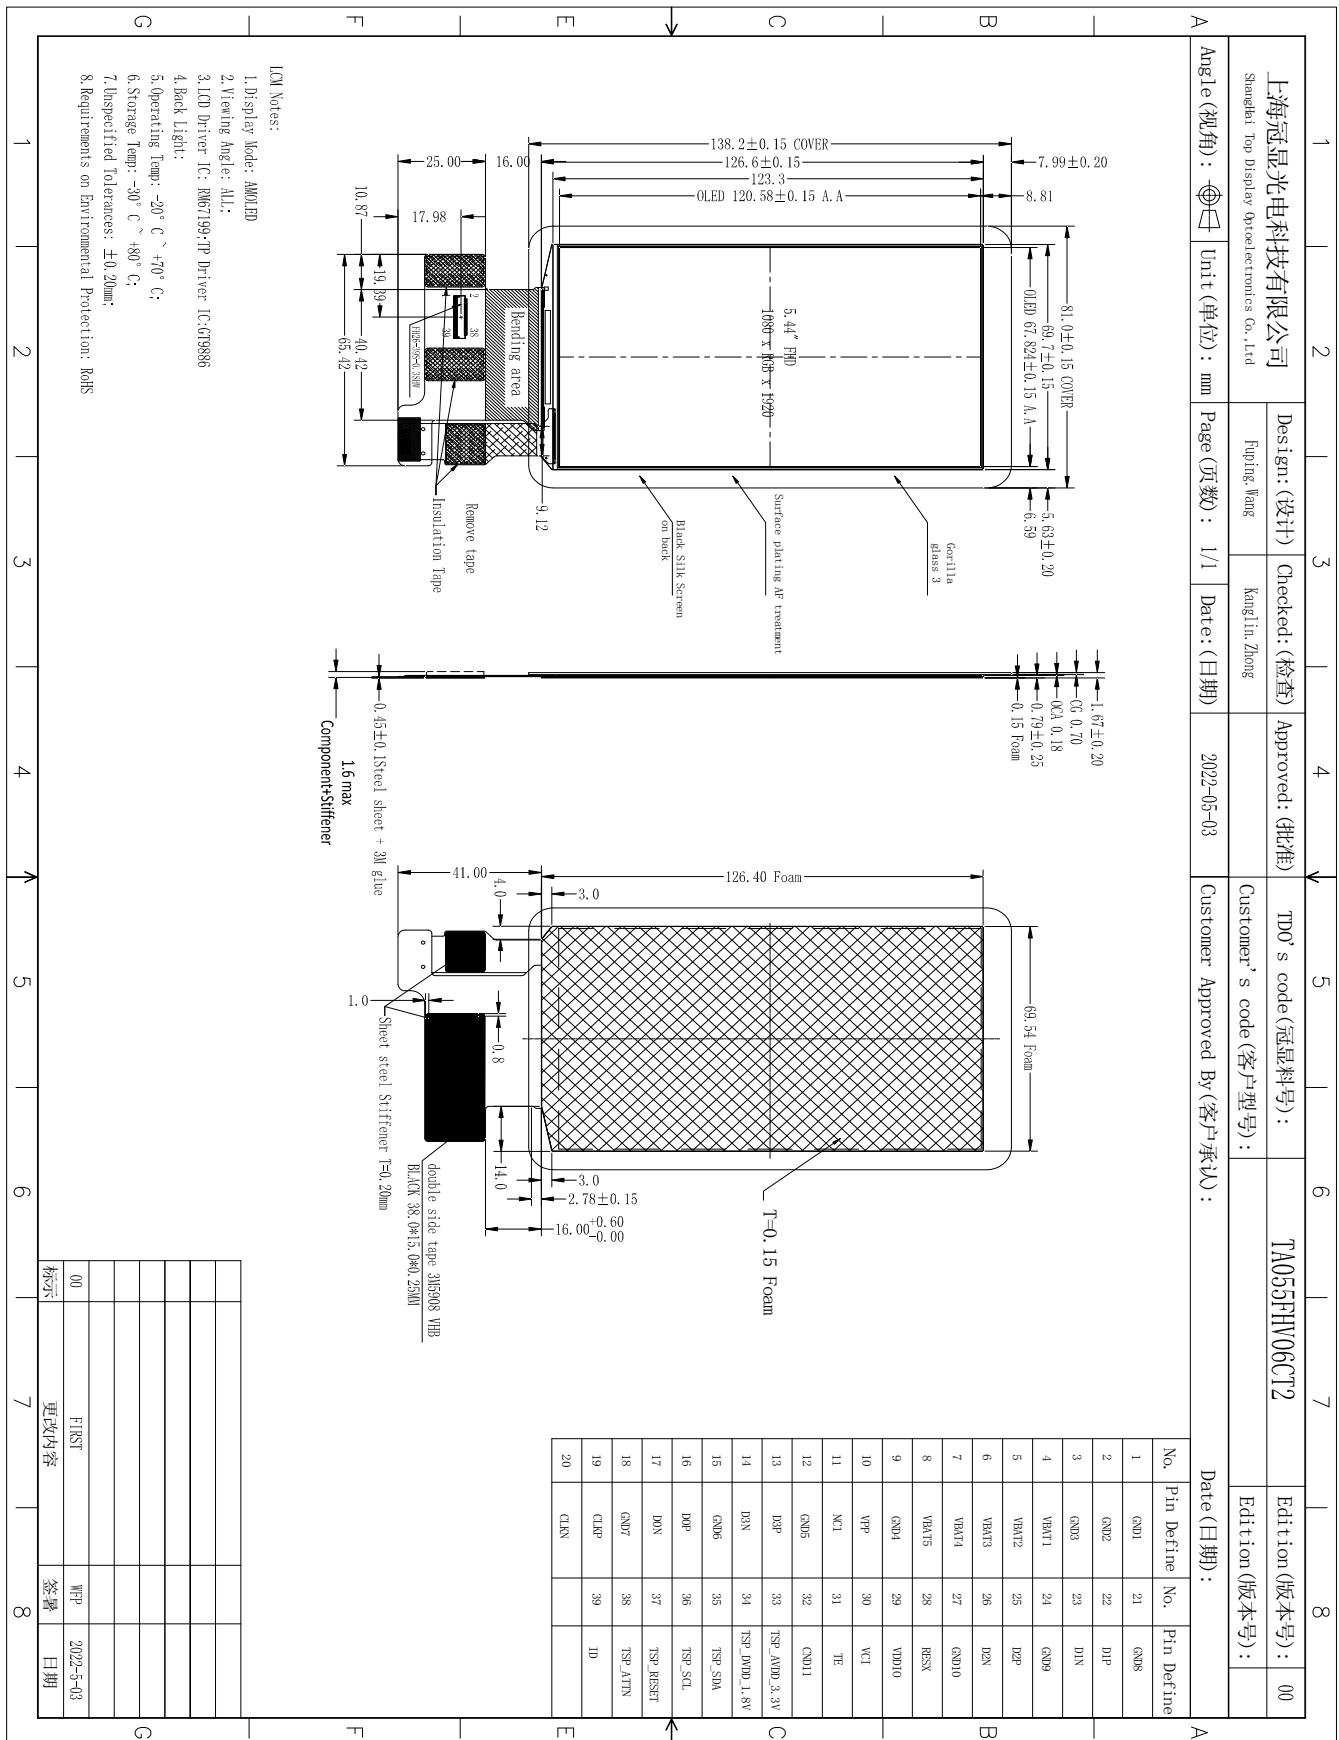 上海冠显光电科技有限公司
ShangHai Top Display Optoelectronics Co.,Ltd
Design:(设计)
Fuping.Wang
Checked:(检查)
Kanglin.Zhong
Approved:(批准)
TDO's code(冠显料号):
TA055FHV06CT2
Edition(版本号):
00
Customer's code(客户型号):
Edition(版本号):
Angle(视角):
Unit(单位): mm
Page(页数): 1/1
Date:(日期)
2022-05-03
Customer Approved By(客户承认):
Date(日期):
1 2 3 4 5 6 7 8
A B C D E F G
138.2±0.15 COVER
126.6±0.15
123.3
OLED 120.58±0.15 A.A
7.99±0.20
8.81
25.00
16.00
17.98
10.87
19.39
40.42
65.42
81.0±0.15 COVER
69.7±0.15
OLED 67.824±0.15 A.A
5.63±0.20
6.59
5.44" FHD
1080 x RGB x 1920
Bending area
2 38
1 39
FH26-39S-0.3SHW
9.12
Remove tape
Insulation Tape
Gorilla
glass 3
Surface plating AF treatment
Black Silk Screen
on back
1.67±0.20
CG 0.70
OCA 0.18
0.79±0.25
0.15 Foam
0.45±0.1Steel sheet + 3M glue
1.6 max
Component+Stiffener
126.40 Foam
41.00
4.0
3.0
69.54 Foam
1.0
0.8
14.0
3.0
2.78±0.15
16.00+0.60
-0.00
T=0.15 Foam
Sheet steel Stiffener T=0.20mm
double side tape 3M5908 VHB
BLACK 38.0*15.0*0.25MM
LCM Notes:
1.Display Mode: AMOLED
2.Viewing Angle: ALL;
3.LCD Driver IC: RM67199;TP Driver IC:GT9886
4.Back Light:
5.Operating Temp: -20° C ~ +70° C;
6.Storage Temp: -30° C ~ +80° C;
7.Unspecified Tolerances: ±0.20mm;
8.Requirements on Environmental Protection: RoHS
No. Pin Define No. Pin Define
1 GND1 21 GND8
2 GND2 22 D1P
3 GND3 23 D1N
4 VBAT1 24 GND9
5 VBAT2 25 D2P
6 VBAT3 26 D2N
7 VBAT4 27 GND10
8 VBAT5 28 RESX
9 GND4 29 VDDIO
10 VPP 30 VCI
11 NC1 31 TE
12 GND5 32 GND11
13 D3P 33 TSP_AVDD_3.3V
14 D3N 34 TSP_DVDD_1.8V
15 GND6 35 TSP_SDA
16 D0P 36 TSP_SCL
17 D0N 37 TSP_RESET
18 GND7 38 TSP_ATTN
19 CLKP 39 ID
20 CLKN
00 FIRST WFP 2022-5-03
标示 更改内容 签署 日期
1 2 3 4 5 6 7 8
A B C E F G